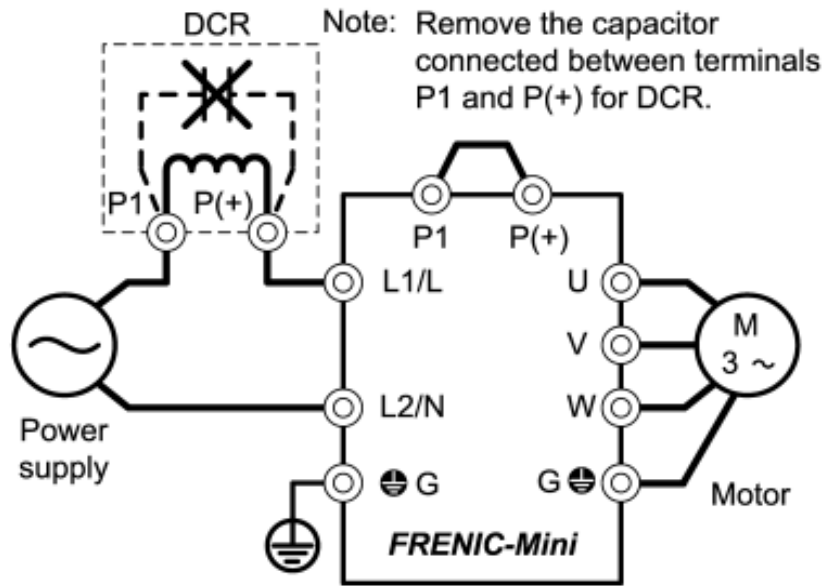 DCR
Note: Remove the capacitor
connected between terminals
P1 and P(+) for DCR.
P1 P(+)
P1 P(+)
L1/L U
M
3 ~
V
L2/N W
Power
supply
G G
Motor
FRENIC-Mini